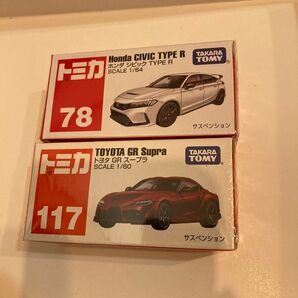 トミカ
78
Honda CIVIC TYPE R
ホンダ シビック TYPE R
SCALE 1/64
TAKARA
TOMY
サスペンション
トミカ
117
TOYOTA GR Supra
トヨタ GR スープラ
SCALE 1/60
TAKARA
TOMY
サスペンション